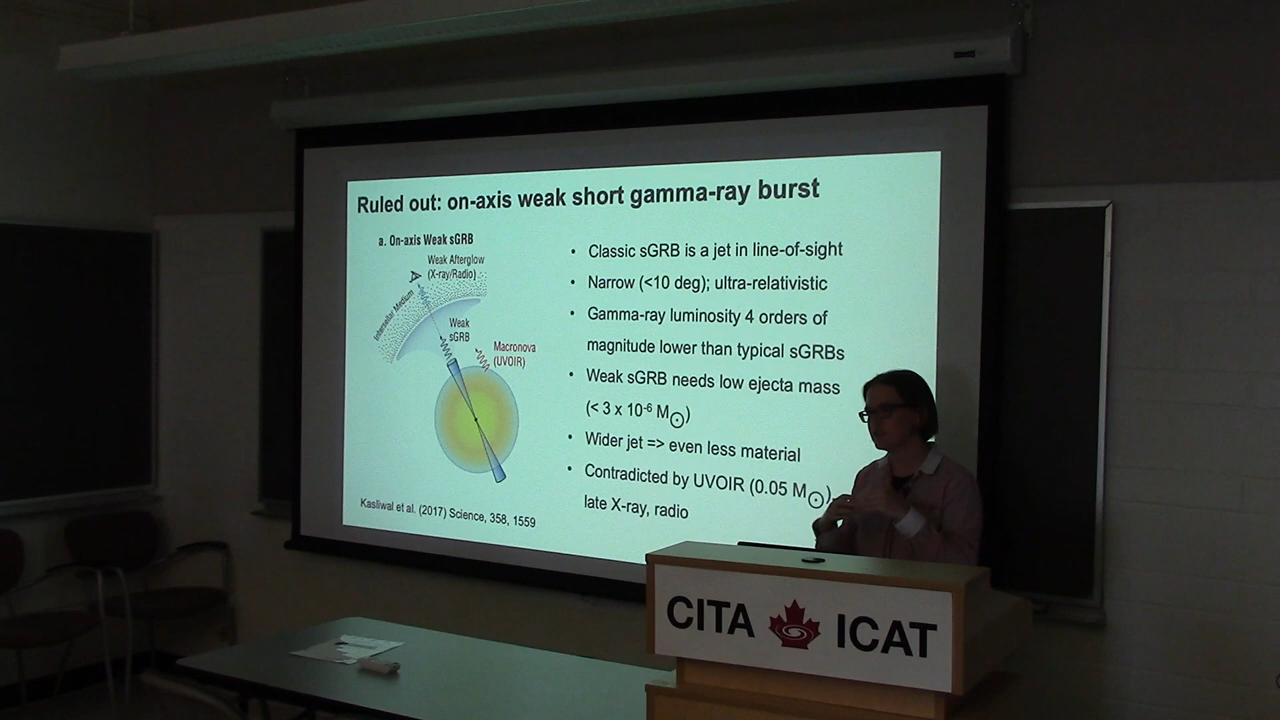 Ruled out: on-axis weak short gamma-ray burst
a. On-axis Weak sGRB
Weak Afterglow
(X-ray/Radio)
Interstellar Medium
Weak
sGRB
Macronova
(UVOIR)
Kasliwal et al. (2017) Science, 358, 1559
• Classic sGRB is a jet in line-of-sight
• Narrow (<10 deg); ultra-relativistic
• Gamma-ray luminosity 4 orders of
magnitude lower than typical sGRBs
• Weak sGRB needs low ejecta mass
(< 3 x 10⁻⁶ M☉)
• Wider jet => even less material
• Contradicted by UVOIR (0.05 M☉),
late X-ray, radio
CITA ICAT